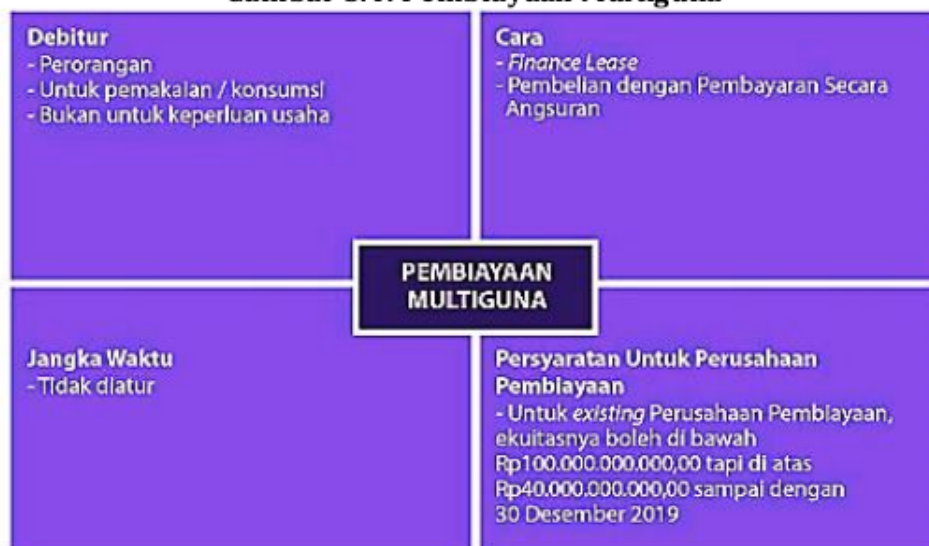 Debitur
- Perorangan
- Untuk pemakaian / konsumsi
- Bukan untuk keperluan usaha
Cara
- Finance Lease
- Pembelian dengan Pembayaran Secara
Angsuran
PEMBIAYAAN
MULTIGUNA
Jangka Waktu
- Tidak diatur
Persyaratan Untuk Perusahaan
Pembiayaan
- Untuk existing Perusahaan Pembiayaan,
ekuitasnya boleh di bawah
Rp100.000.000.000,00 tapi di atas
Rp40.000.000.000,00 sampai dengan
30 Desember 2019